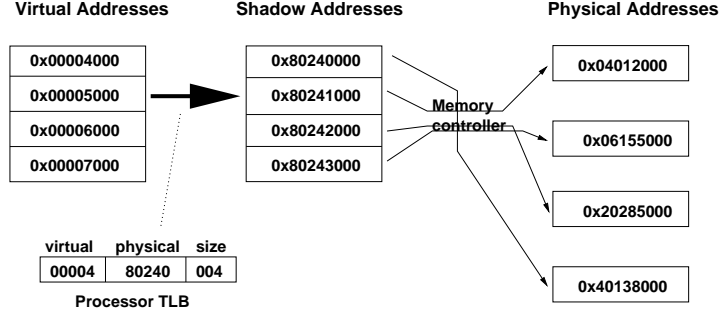 Virtual Addresses Shadow Addresses Physical Addresses
0x00004000 0x80240000 0x04012000
0x00005000 0x80241000
Memory
0x00006000 0x80242000 controller 0x06155000
0x00007000 0x80243000
0x20285000
virtual physical size
00004 80240 004
0x40138000
Processor TLB